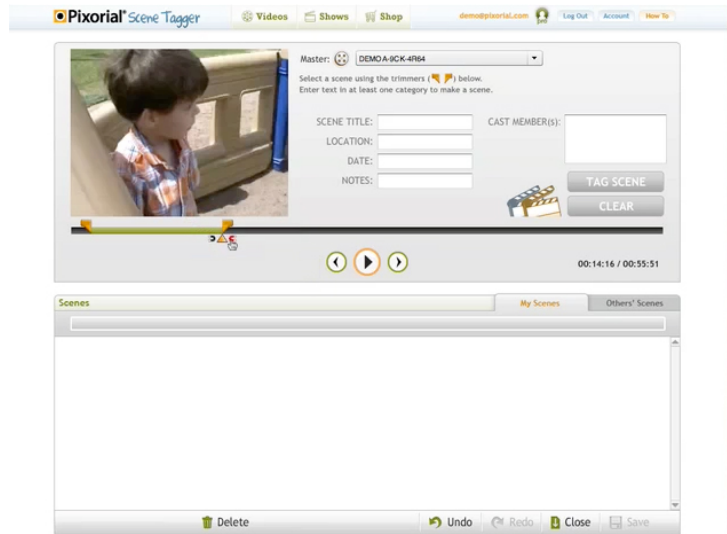 Pixorial® Scene Tagger
Videos
Shows
Shop
demo@pixorial.com
Log Out
Account
How To
Master:
DEMO A-9CK-4R64
Select a scene using the trimmers ( ) below.
Enter text in at least one category to make a scene.
SCENE TITLE:
LOCATION:
DATE:
NOTES:
CAST MEMBER(s):
TAG SCENE
CLEAR
00:14:16 / 00:55:51
Scenes
My Scenes
Others' Scenes
Delete
Undo
Redo
Close
Save